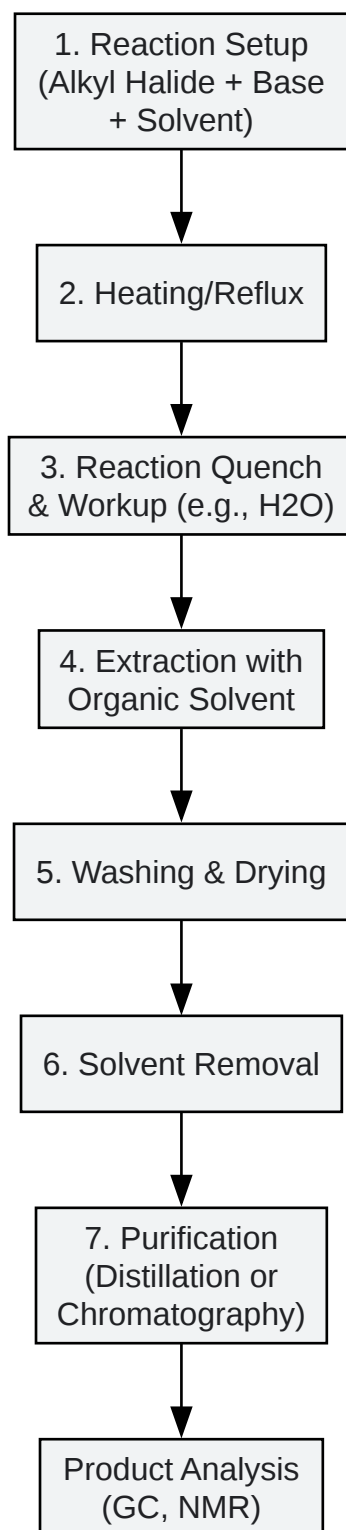 1. Reaction Setup
(Alkyl Halide + Base
+ Solvent)
2. Heating/Reflux
3. Reaction Quench
& Workup (e.g., H2O)
4. Extraction with
Organic Solvent
5. Washing & Drying
6. Solvent Removal
7. Purification
(Distillation or
Chromatography)
Product Analysis
(GC, NMR)